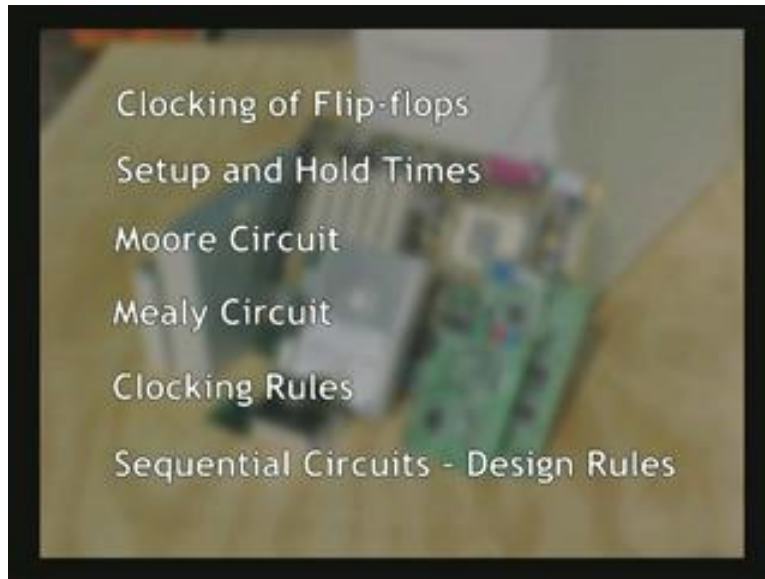 Clocking of Flip-flops
Setup and Hold Times
Moore Circuit
Mealy Circuit
Clocking Rules
Sequential Circuits - Design Rules